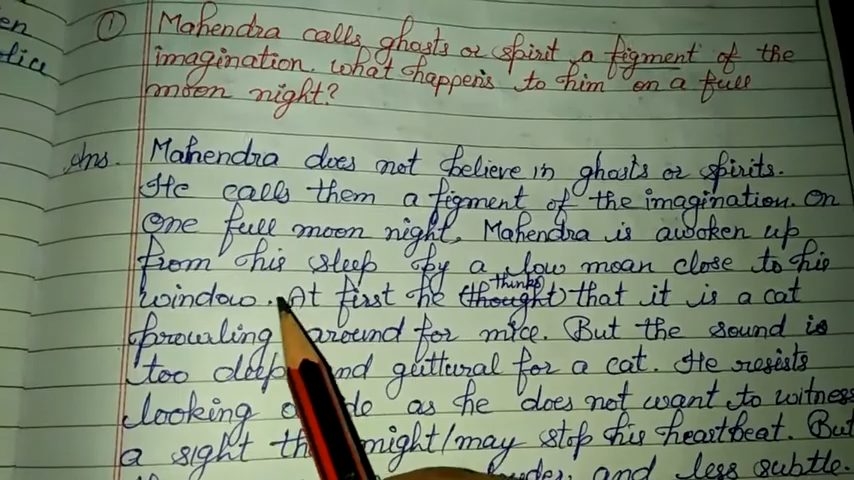 en
lice
① Mahendra calls ghosts or spirit a figment of the
imagination. what happens to him on a full
moon night?
Ans. Mahendra does not believe in ghosts or spirits.
He calls them a figment of the imagination. On
One full moon night, Mahendra is awoken up
from his sleep by a low moan close to his
window. At first he (thought) thinks that it is a cat
prowling around for mice. But the sound is
too deep and guttural for a cat. He resists
looking as he does not want to witness
a sight might/may stop his heartbeat. But
and less subtle.